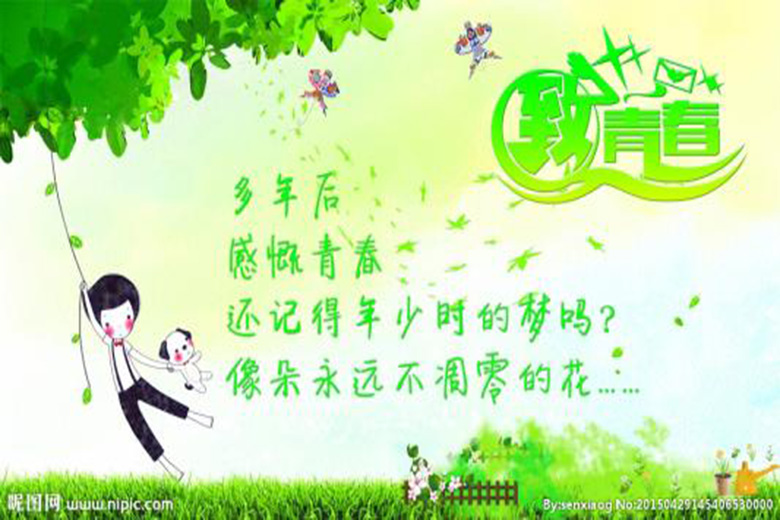 致青春
多年后
感慨青春
还记得年少时的梦吗?
像朵永远不凋零的花……
昵图网 www.nipic.com
By:senxiaog No:20150429145406530000